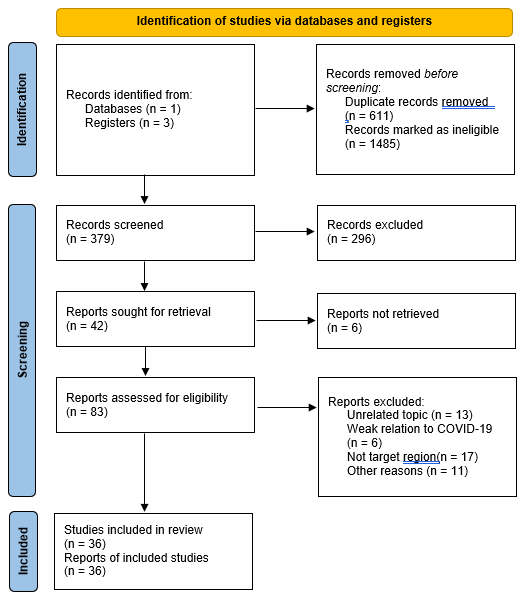 Identification of studies via databases and registers
Identification
Records identified from:
Databases (n = 1)
Registers (n = 3)
Records removed before
screening:
Duplicate records removed
(n = 611)
Records marked as ineligible
(n = 1485)
Screening
Records screened
(n = 379)
Records excluded
(n = 296)
Reports sought for retrieval
(n = 42)
Reports not retrieved
(n = 6)
Reports assessed for eligibility
(n = 83)
Reports excluded:
Unrelated topic (n = 13)
Weak relation to COVID-19
(n = 6)
Not target region(n = 17)
Other reasons (n = 11)
Included
Studies included in review
(n = 36)
Reports of included studies
(n = 36)